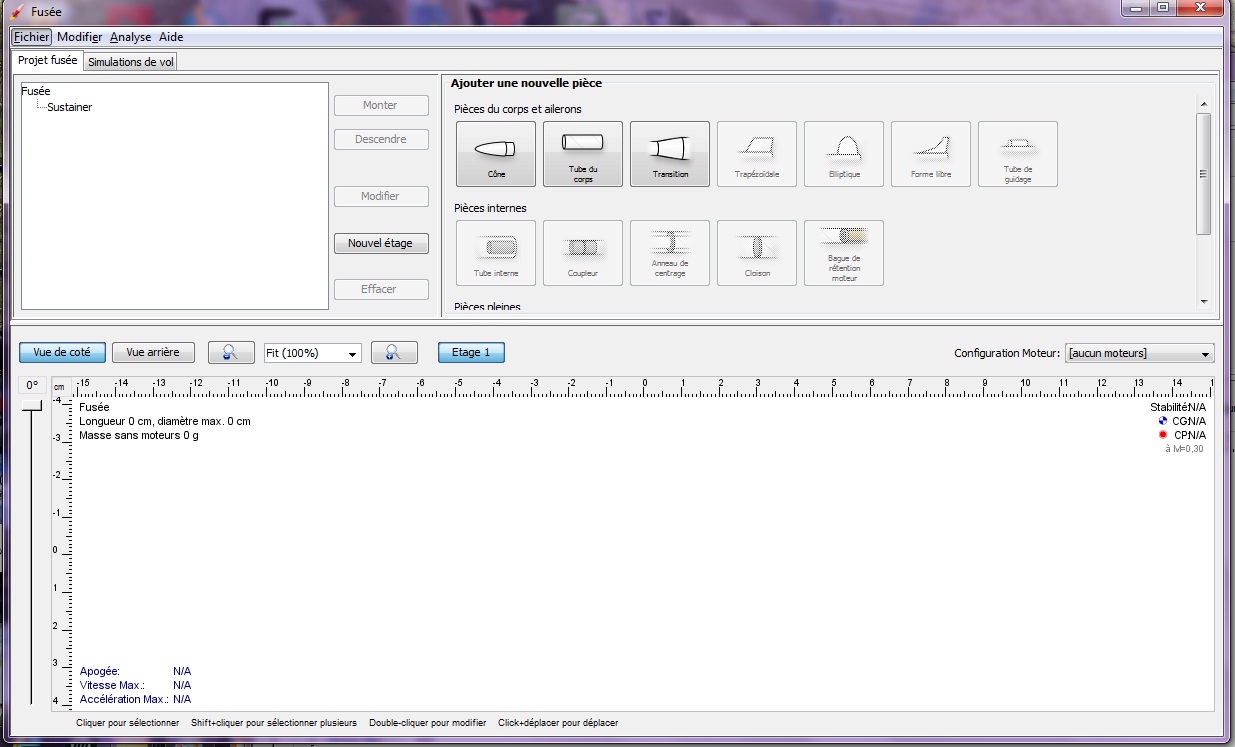 Fusée
Fichier Modifier Analyse Aide
Projet fusée Simulations de vol
Fusée
Sustainer
Monter
Descendre
Modifier
Nouvel étage
Effacer
Ajouter une nouvelle pièce
Pièces du corps et ailerons
Cône
Tube du
corps
Transition
Trapézoïdale
Elliptique
Forme libre
Tube de
guidage
Pièces internes
Tube interne
Coupleur
Anneau de
centrage
Cloison
Bague de
rétention
moteur
Pièces pleines
Vue de coté Vue arrière Fit (100%) Etage 1 Configuration Moteur: [aucun moteurs]
0° cm -15 -14 -13 -12 -11 -10 -9 -8 -7 -6 -5 -4 -3 -2 -1 0 1 2 3 4 5 6 7 8 9 10 11 12 13 14 1
-4
-3
-2
-1
0
1
2
3
4
Fusée
Longueur 0 cm, diamètre max. 0 cm
Masse sans moteurs 0 g
Stabilité:N/A
CG:N/A
CP:N/A
à M=0,30
Apogée: N/A
Vitesse Max.: N/A
Accélération Max.: N/A
Cliquer pour sélectionner Shift+cliquer pour sélectionner plusieurs Double-cliquer pour modifier Click+déplacer pour déplacer